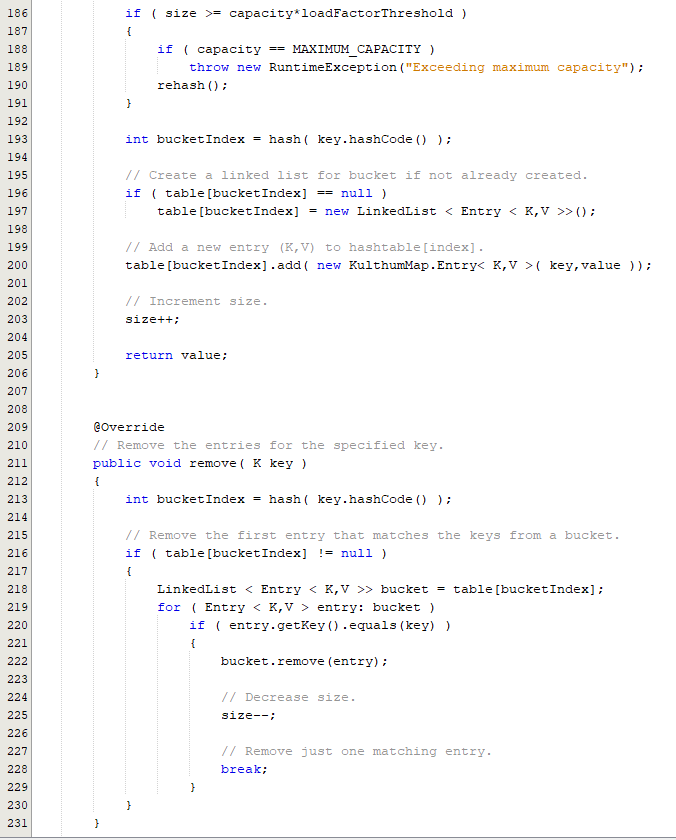 186 if ( size >= capacity*loadFactorThreshold )
187 {
188 if ( capacity == MAXIMUM_CAPACITY )
189 throw new RuntimeException("Exceeding maximum capacity");
190 rehash();
191 }
192
193 int bucketIndex = hash( key.hashCode() );
194
195 // Create a linked list for bucket if not already created.
196 if ( table[bucketIndex] == null )
197 table[bucketIndex] = new LinkedList < Entry < K,V >>();
198
199 // Add a new entry (K,V) to hashtable[index].
200 table[bucketIndex].add( new KulthumMap.Entry< K,V >( key,value ));
201
202 // Increment size.
203 size++;
204
205 return value;
206 }
207
208
209 @Override
210 // Remove the entries for the specified key.
211 public void remove( K key )
212 {
213 int bucketIndex = hash( key.hashCode() );
214
215 // Remove the first entry that matches the keys from a bucket.
216 if ( table[bucketIndex] != null )
217 {
218 LinkedList < Entry < K,V >> bucket = table[bucketIndex];
219 for ( Entry < K,V > entry: bucket )
220 if ( entry.getKey().equals(key) )
221 {
222 bucket.remove(entry);
223
224 // Decrease size.
225 size--;
226
227 // Remove just one matching entry.
228 break;
229 }
230 }
231 }